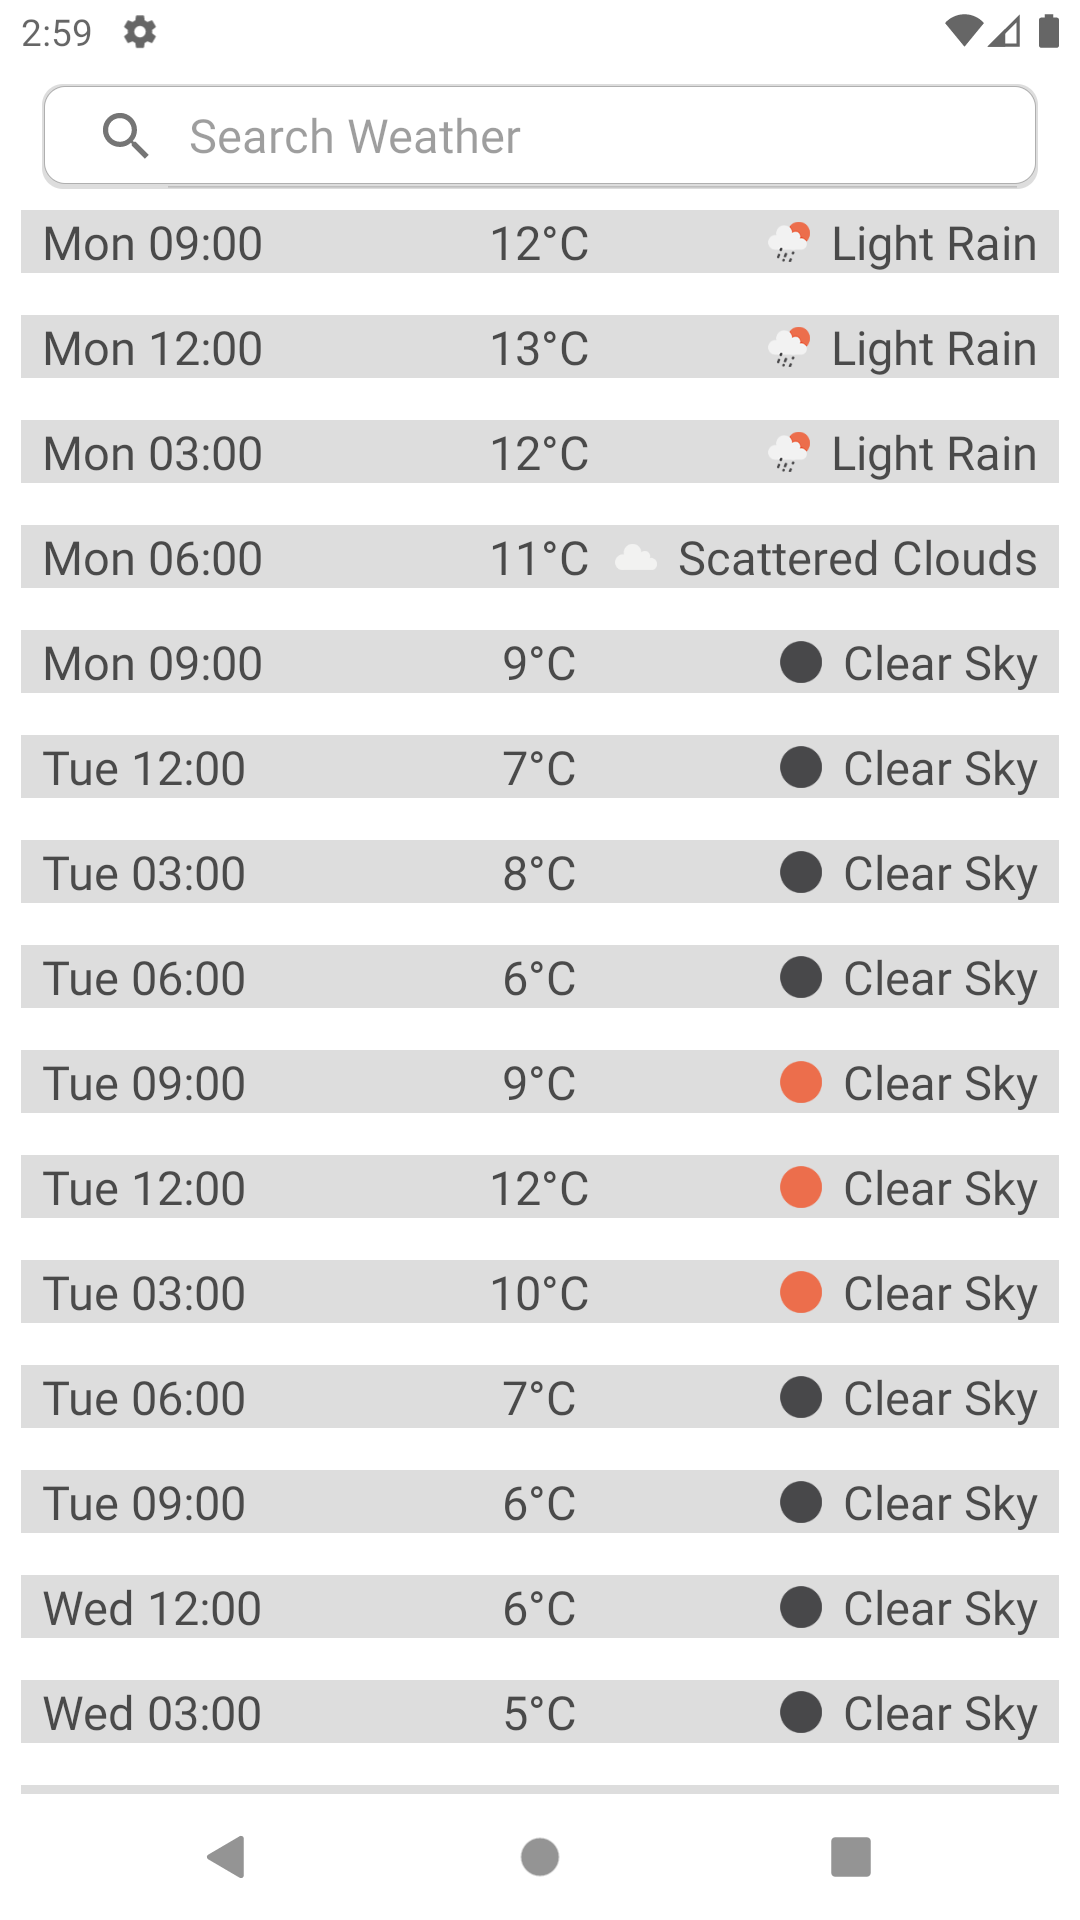 2:59
Search Weather
Mon 09:00 12°C Light Rain
Mon 12:00 13°C Light Rain
Mon 03:00 12°C Light Rain
Mon 06:00 11°C Scattered Clouds
Mon 09:00 9°C Clear Sky
Tue 12:00 7°C Clear Sky
Tue 03:00 8°C Clear Sky
Tue 06:00 6°C Clear Sky
Tue 09:00 9°C Clear Sky
Tue 12:00 12°C Clear Sky
Tue 03:00 10°C Clear Sky
Tue 06:00 7°C Clear Sky
Tue 09:00 6°C Clear Sky
Wed 12:00 6°C Clear Sky
Wed 03:00 5°C Clear Sky